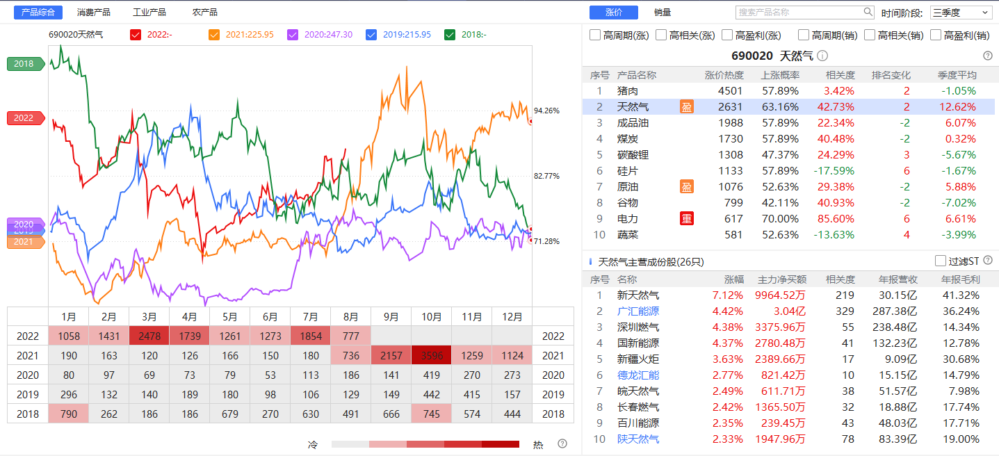 产品综合 消费产品 工业产品 农产品
690020天然气 2022:- 2021:225.95 2020:247.30 2019:215.95 2018:-
2018
2022
2020
2021
94.26%
82.77%
71.28%
1月 2月 3月 4月 5月 6月 7月 8月 9月 10月 11月 12月
2022 1058 1431 2478 1739 1261 1273 1854 777 2022
2021 190 163 120 126 166 150 180 736 2157 3596 1259 1124 2021
2020 80 97 69 73 79 53 113 186 141 419 270 273 2020
2019 296 132 140 189 180 98 106 129 149 442 415 157 2019
2018 790 262 186 186 679 270 630 491 666 745 574 444 2018
冷 热 ?
涨价 销量 搜索产品名称 时间阶段: 三季度
高周期(涨) 高相关(涨) 高盈利(涨) 高周期(销) 高相关(销) 高盈利(销)
690020 天然气
序号 产品名称 涨价热度 上涨概率 相关度 排名变化 季度平均
1 猪肉 4501 57.89% 3.42% 2 -1.05%
2 天然气 盈 2631 63.16% 42.73% 2 12.62%
3 成品油 1988 57.89% 22.34% -2 6.07%
4 煤炭 1730 57.89% 40.48% -2 0.32%
5 碳酸锂 1308 47.37% 24.29% 3 -5.67%
6 硅片 1133 57.89% -17.59% 6 -1.67%
7 原油 盈 1076 52.63% 29.38% -2 5.88%
8 谷物 799 42.11% 40.93% -2 -7.02%
9 电力 重 617 70.00% 85.60% 6 6.61%
10 蔬菜 581 52.63% -13.63% 4 -3.99%
天然气主营成份股(26只) 过滤ST ?
序号 名称 涨幅 主力净买额 相关度 年报营收 年报毛利
1 新天然气 7.12% 9964.52万 219 30.15亿 41.32%
2 广汇能源 4.42% 3.04亿 329 287.38亿 36.24%
3 深圳燃气 4.38% 3375.96万 55 238.48亿 14.34%
4 国新能源 4.37% 2780.48万 41 132.23亿 12.78%
5 新疆火炬 3.63% 2389.66万 17 9.09亿 30.68%
6 德龙汇能 2.77% 821.42万 10 15.15亿 14.79%
7 皖天然气 2.49% 611.71万 38 51.57亿 7.98%
8 长春燃气 2.42% 1365.50万 32 18.88亿 17.74%
9 百川能源 2.35% 239.45万 43 48.03亿 17.71%
10 陕天然气 2.33% 1947.96万 78 83.39亿 19.00%